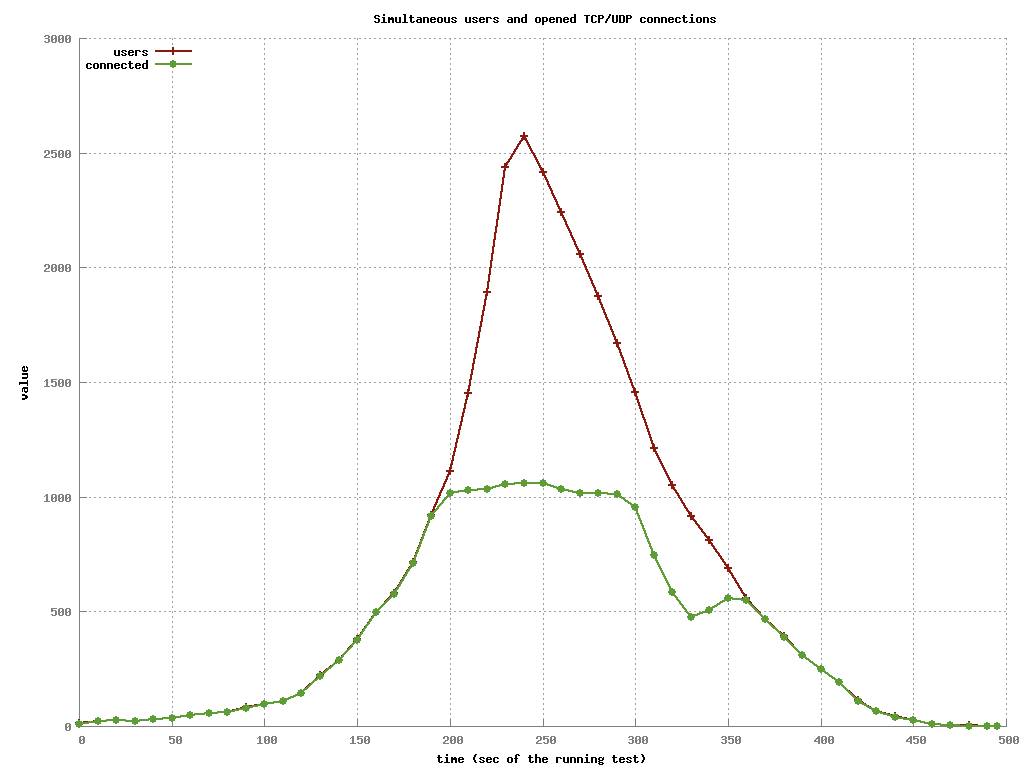 Simultaneous users and opened TCP/UDP connections
3000
users
connected
2500
2000
1500
value
1000
500
0
0 50 100 150 200 250 300 350 400 450 500
time (sec of the running test)